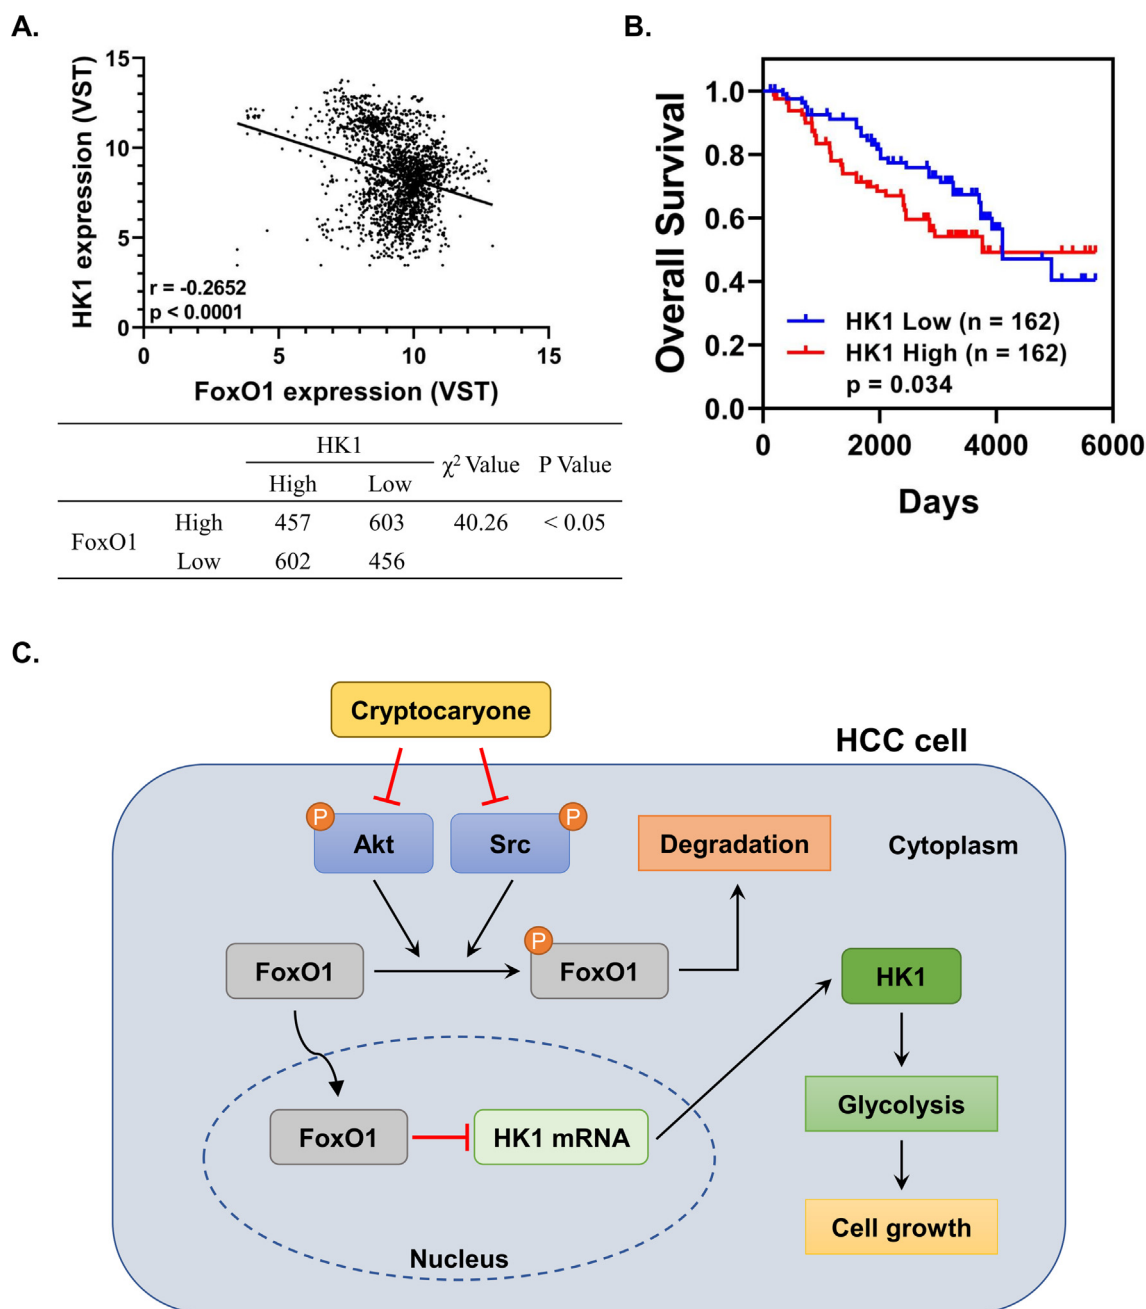 A.
HK1 expression (VST)
15
10
5
0
r = -0.2652
p < 0.0001
0 5 10 15
FoxO1 expression (VST)
HK1
χ² Value P Value
High Low
FoxO1
High 457 603 40.26 < 0.05
Low 602 456
B.
Overall Survival
1.0
0.8
0.6
0.4
0.2
0.0
HK1 Low (n = 162)
HK1 High (n = 162)
p = 0.034
0 2000 4000 6000
Days
C.
Cryptocaryone
HCC cell
P
Akt
Src
P
Degradation
Cytoplasm
FoxO1
P
FoxO1
HK1
FoxO1
HK1 mRNA
Glycolysis
Cell growth
Nucleus